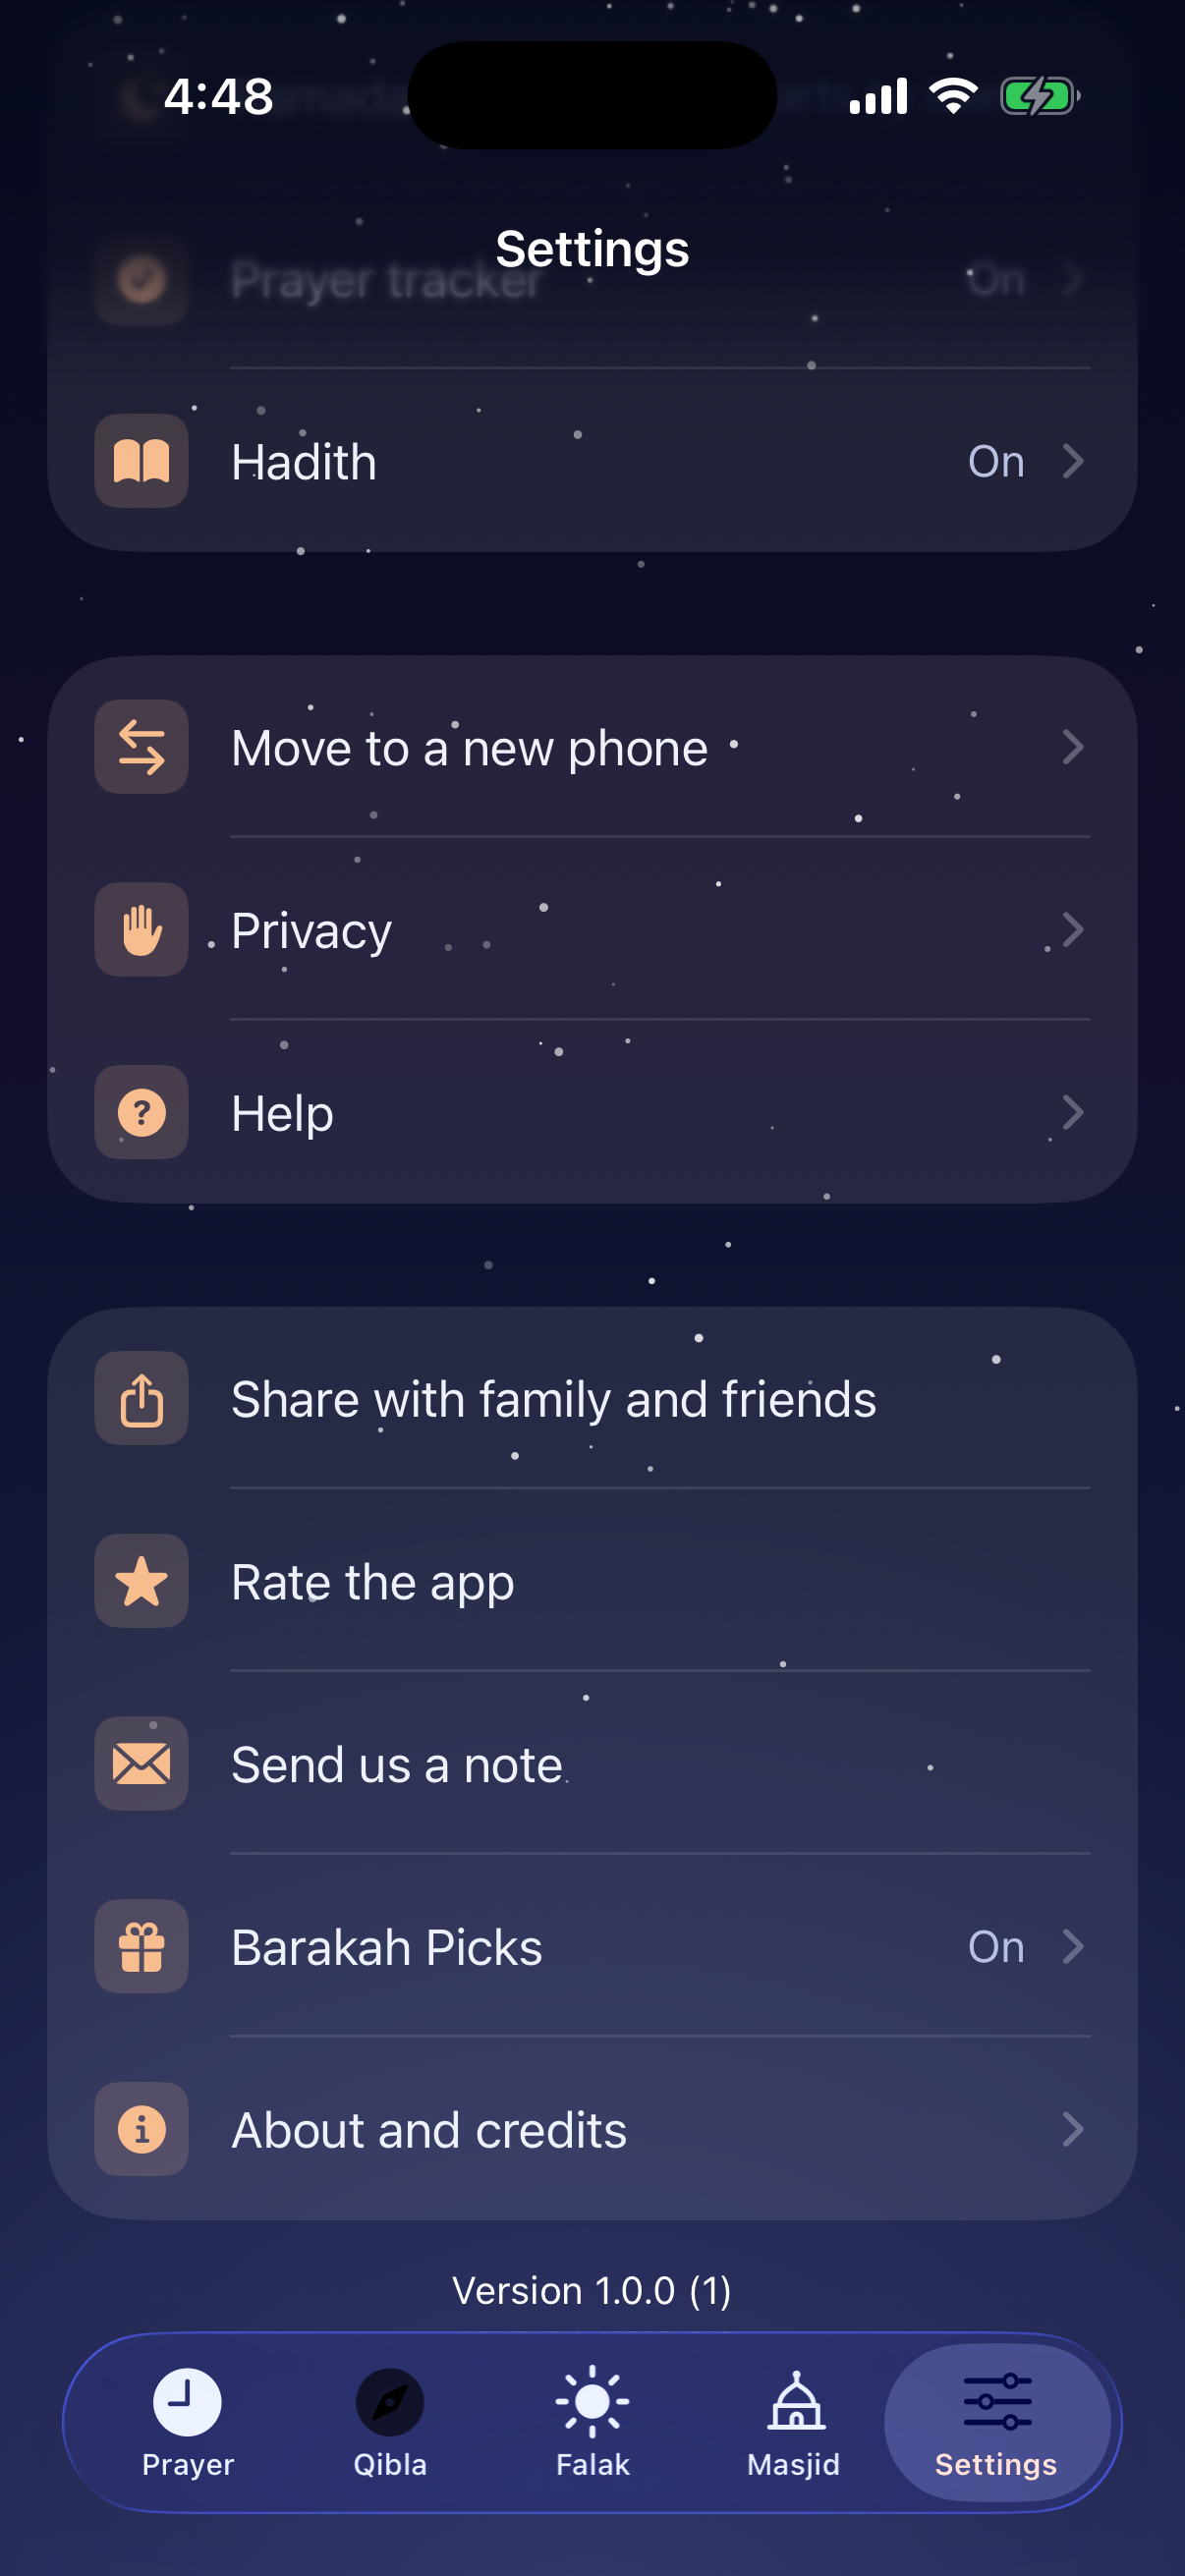 4:48
Settings
Prayer tracker On
Hadith On
Move to a new phone
Privacy
Help
Share with family and friends
Rate the app
Send us a note
Barakah Picks On
About and credits
Version 1.0.0 (1)
Prayer Qibla Falak Masjid Settings